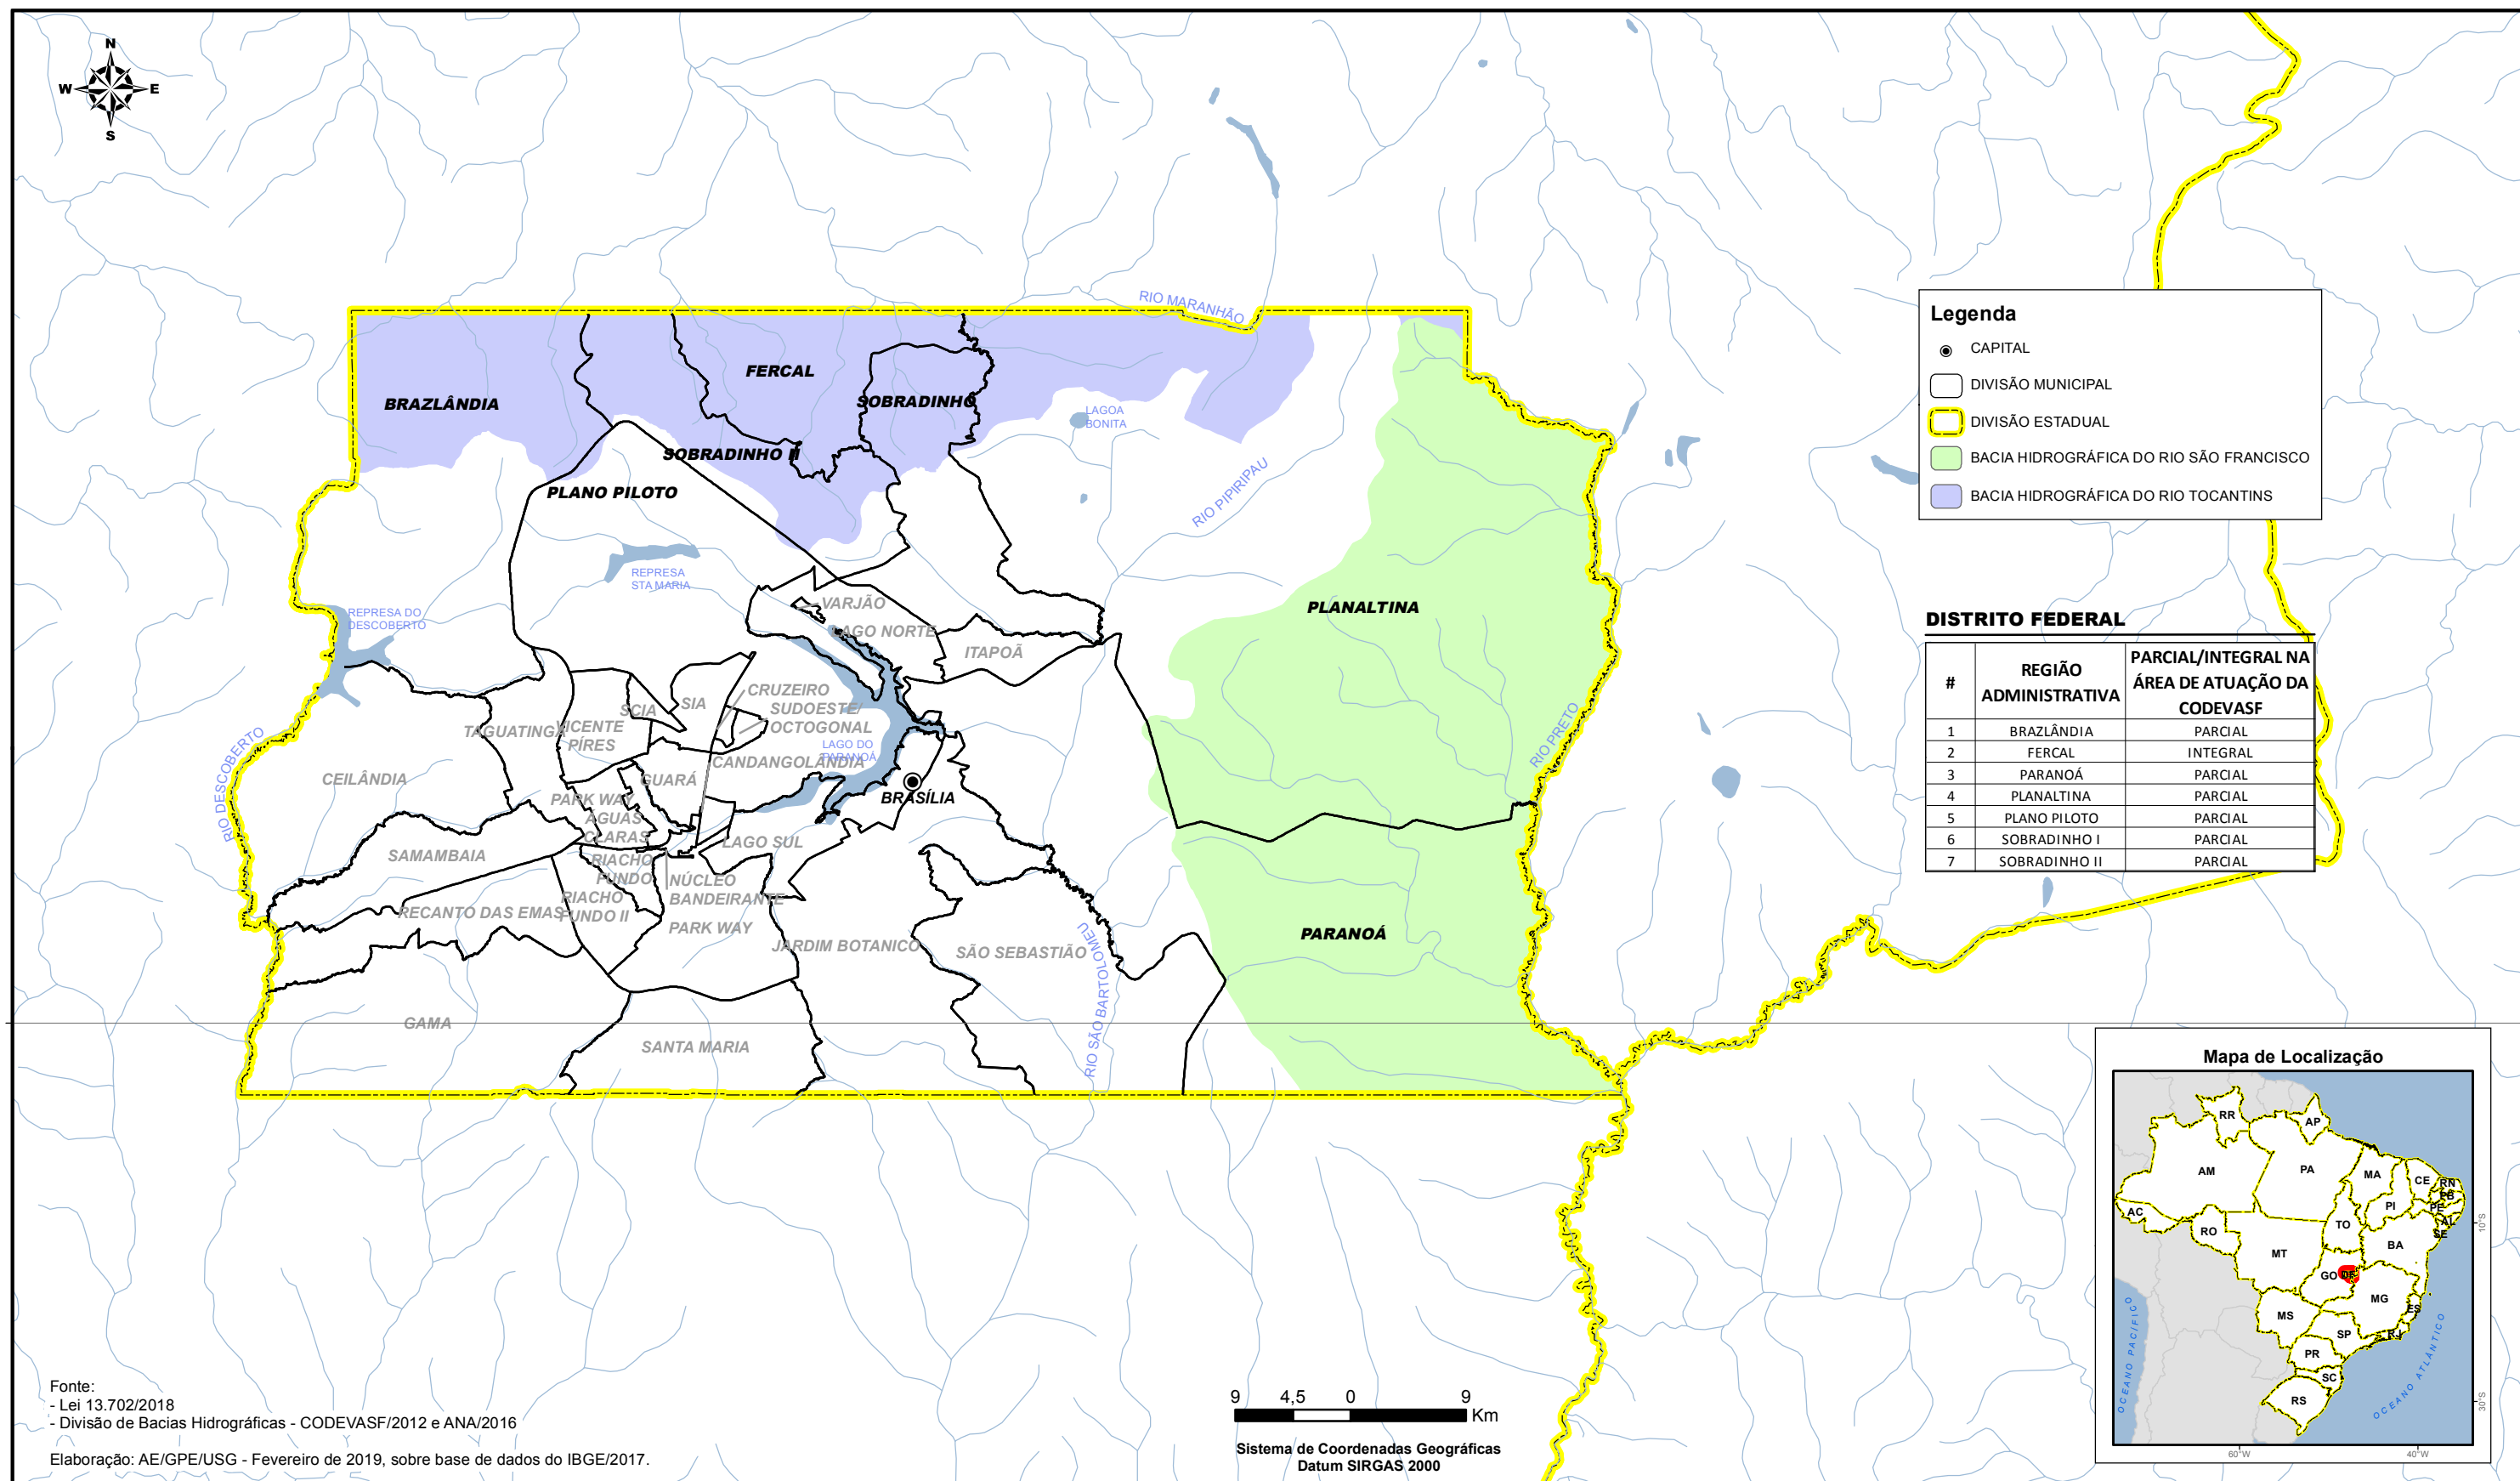 N
W
E
S
RIO MARANHÃO
BRAZLÂNDIA
FERCAL
SOBRADINHO
SOBRADINHO II
PLANO PILOTO
LAGOA
BONITA
RIO PIPIRIPAU
REPRESA
STA MARIA
REPRESA DO
DESCOBERTO
VARJÃO
LAGO NORTE
ITAPOÃ
PLANALTINA
CRUZEIRO
SUDOESTE/
OCTOGONAL
SCIA
SIA
TAGUATINGA
VICENTE
PÍRES
LAGO DO
PARANOÁ
CANDANGOLÂNDIA
CEILÂNDIA
GUARÁ
BRASÍLIA
PARK WAY
ÁGUAS
CLARAS
RIO DESCOBERTO
RIO PRETO
SAMAMBAIA
LAGO SUL
RIACHO
FUNDO
NÚCLEO
BANDEIRANTE
RIACHO
FUNDO II
RECANTO DAS EMAS
PARK WAY
JARDIM BOTANICO
SÃO SEBASTIÃO
PARANOÁ
RIO SÃO BARTOLOMEU
GAMA
SANTA MARIA
Legenda
CAPITAL
DIVISÃO MUNICIPAL
DIVISÃO ESTADUAL
BACIA HIDROGRÁFICA DO RIO SÃO FRANCISCO
BACIA HIDROGRÁFICA DO RIO TOCANTINS
DISTRITO FEDERAL
# REGIÃO ADMINISTRATIVA PARCIAL/INTEGRAL NA ÁREA DE ATUAÇÃO DA CODEVASF
1 BRAZLÂNDIA PARCIAL
2 FERCAL INTEGRAL
3 PARANOÁ PARCIAL
4 PLANALTINA PARCIAL
5 PLANO PILOTO PARCIAL
6 SOBRADINHO I PARCIAL
7 SOBRADINHO II PARCIAL
Mapa de Localização
RR
AP
AM
PA
MA
CE
RN
PB
PI
PE
AC
AL
TO
SE
RO
BA
MT
GO
DF
MG
ES
MS
SP
RJ
PR
SC
RS
OCEANO PACIFICO
OCEANO ATLÂNTICO
10°S
30°S
60°W
40°W
Fonte:
- Lei 13.702/2018
- Divisão de Bacias Hidrográficas - CODEVASF/2012 e ANA/2016
Elaboração: AE/GPE/USG - Fevereiro de 2019, sobre base de dados do IBGE/2017.
9 4,5 0 9
Km
Sistema de Coordenadas Geográficas
Datum SIRGAS 2000